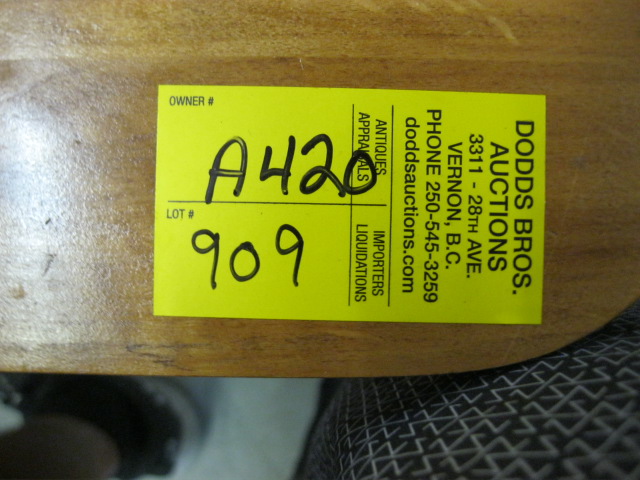 OWNER #
A420
LOT #
909
ANTIQUES
APPRAISALS
IMPORTERS
LIQUIDATIONS
DODDS BROS.
AUCTIONS
3311 - 28TH AVE.
VERNON, B.C.
PHONE 250-545-3259
doddsauctions.com